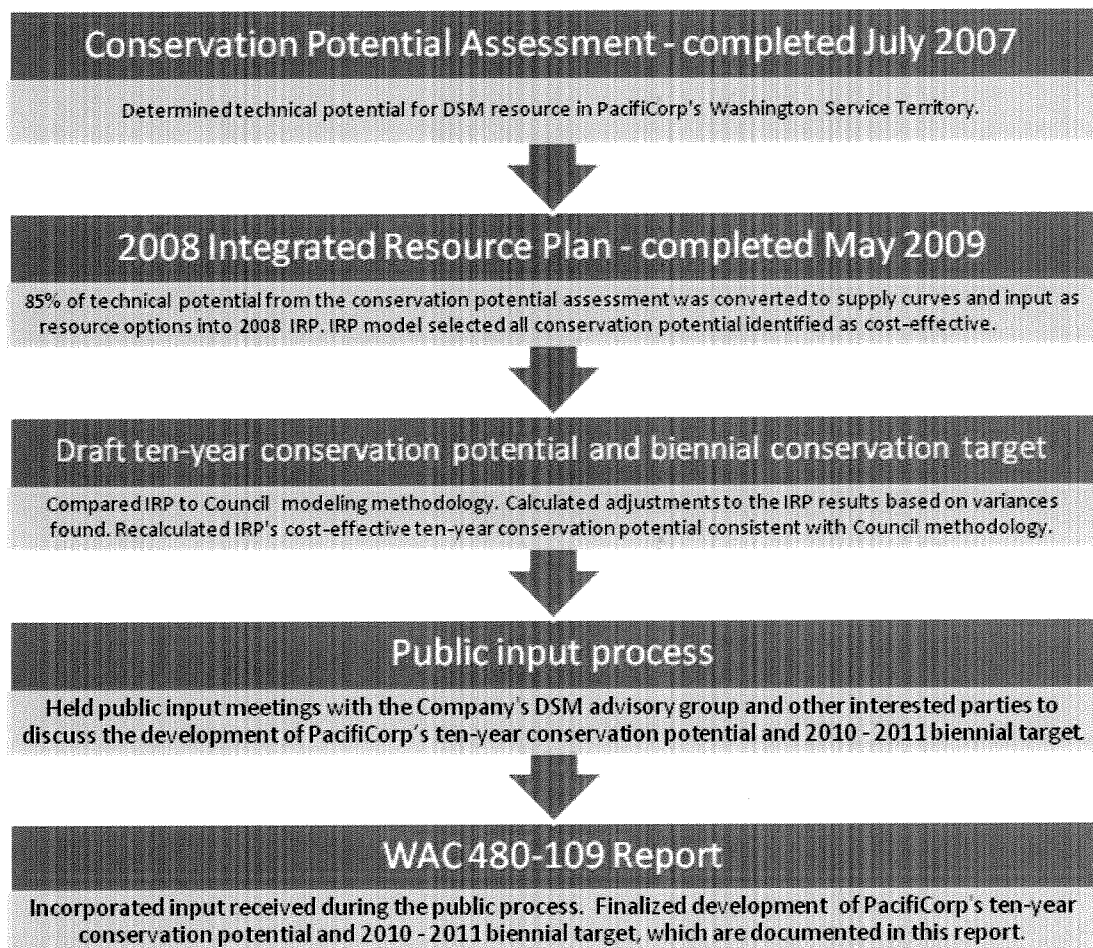 Conservation Potential Assessment - completed July 2007
Determined technical potential for DSM resource in PacifiCorp's Washington Service Territory.
2008 Integrated Resource Plan - completed May 2009
85% of technical potential from the conservation potential assessment was converted to supply curves and input as
resource options into 2008 IRP. IRP model selected all conservation potential identified as cost-effective.
Draft ten-year conservation potential and biennial conservation target
Compared IRP to Council modeling methodology. Calculated adjustments to the IRP results based on variances
found. Recalculated IRP's cost-effective ten-year conservation potential consistent with Council methodology.
Public input process
Held public input meetings with the Company's DSM advisory group and other interested parties to
discuss the development of PacifiCorp's ten-year conservation potential and 2010 - 2011 biennial target.
WAC 480-109 Report
Incorporated input received during the public process. Finalized development of PacifiCorp's ten-year
conservation potential and 2010 - 2011 biennial target, which are documented in this report.